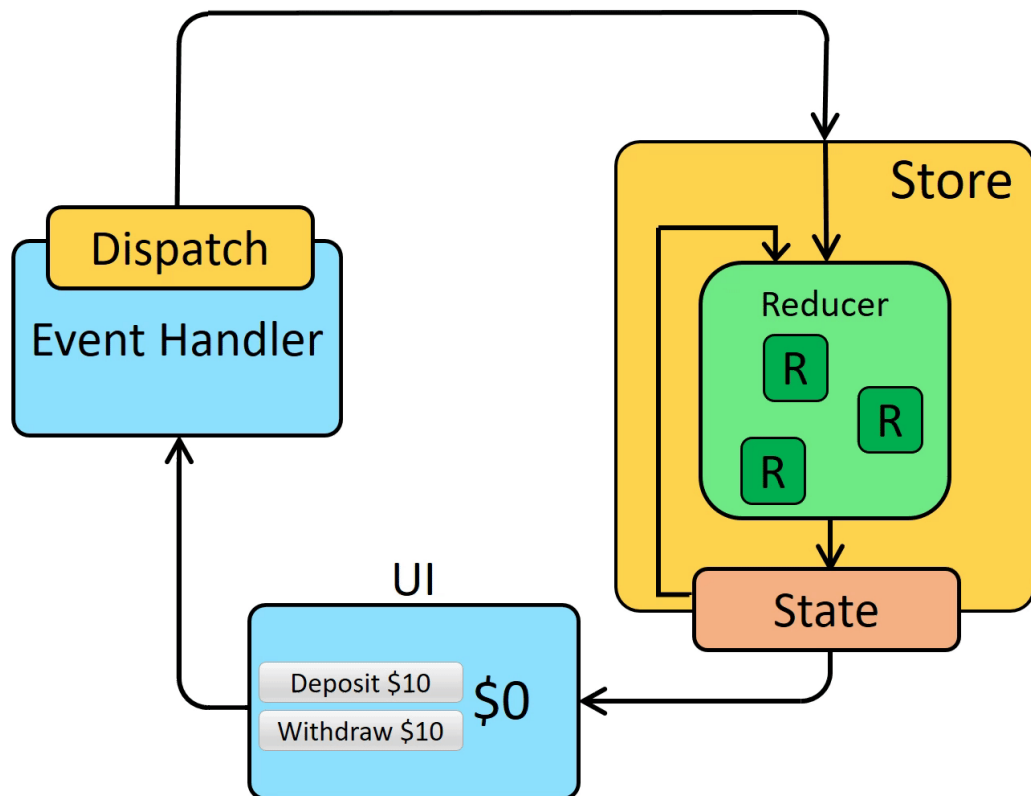 Store
Dispatch
Event Handler
Reducer
R
R
R
State
UI
Deposit $10
Withdraw $10
$0